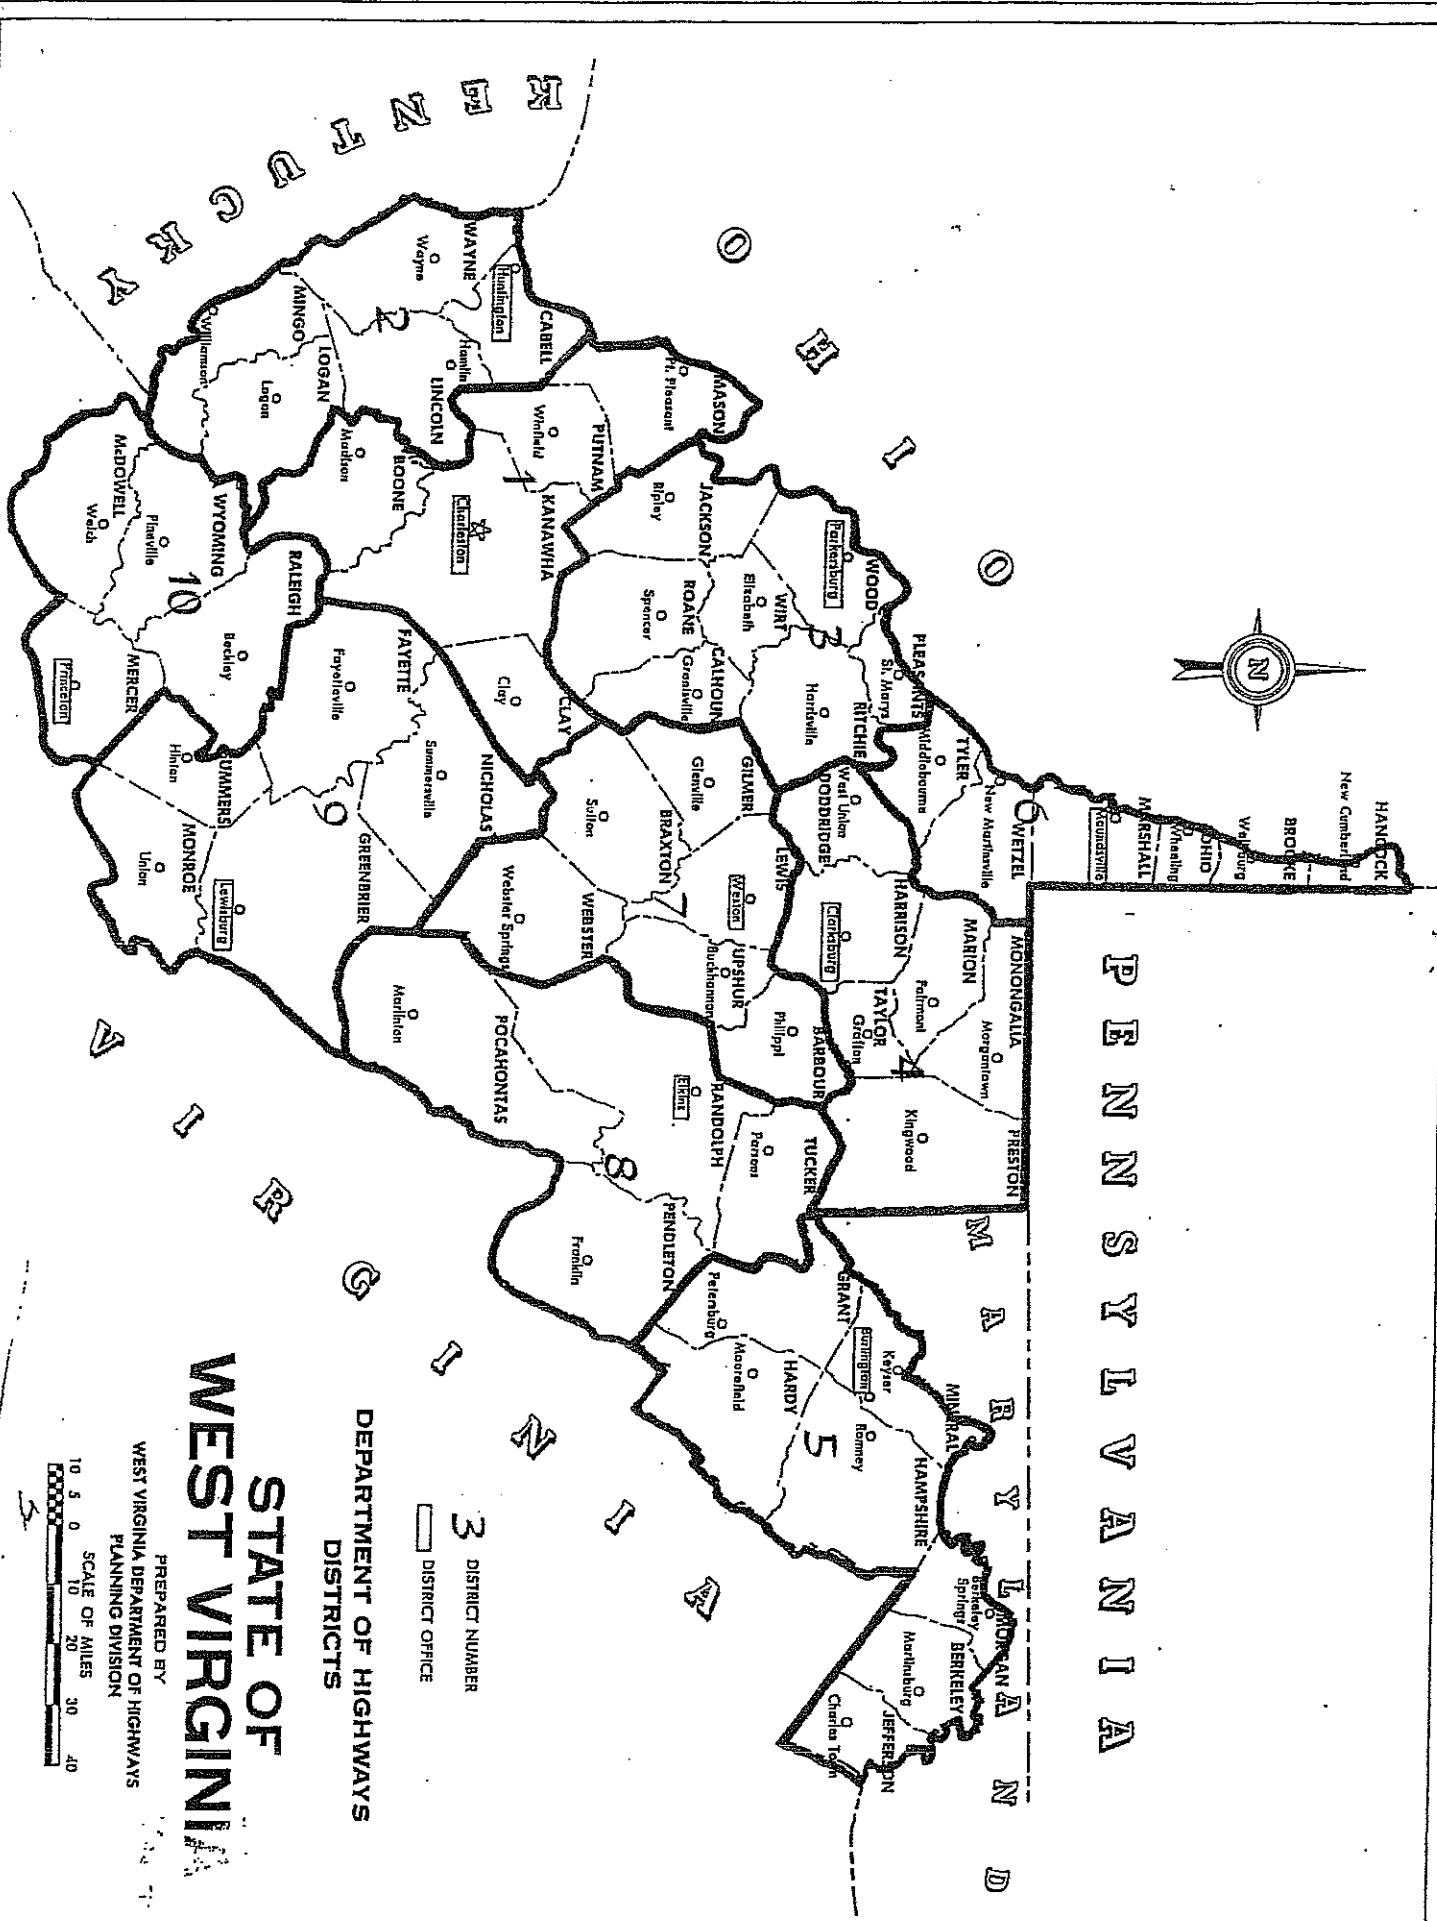 KENTUCKY
OHIO
PENNSYLVANIA
MARYLAND
VIRGINIA
N
HANCOCK
New Cumberland
BROOKE
Wellsburg
OHIO
Wheeling
MARSHALL
Moundsville
6
WETZEL
New Martinsville
TYLER
Middlebourne
PLEASANTS
St. Marys
WOOD
Parkersburg
3
WIRT
Elizabeth
RITCHIE
Harrisville
JACKSON
Ripley
ROANE
Spencer
CALHOUN
Grantsville
MASON
Pt. Pleasant
PUTNAM
Winfield
1
KANAWHA
Charleston
BOONE
Madison
CLAY
Clay
CABELL
Huntington
WAYNE
Wayne
2
LINCOLN
Hamlin
LOGAN
Logan
MINGO
Williamson
DODDRIDGE
West Union
HARRISON
Clarksburg
MARION
Fairmont
MONONGALIA
Morgantown
TAYLOR
Grafton
4
PRESTON
Kingwood
GILMER
Glenville
LEWIS
Weston
BRAXTON
Sutton
7
UPSHUR
Buckhannon
BARBOUR
Philippi
WEBSTER
Webster Springs
RANDOLPH
Elkins
TUCKER
Parsons
8
PENDLETON
Franklin
POCAHONTAS
Marlinton
NICHOLAS
Summersville
FAYETTE
Fayetteville
9
GREENBRIER
Lewisburg
SUMMERS
Hinton
MONROE
Union
RALEIGH
Beckley
10
WYOMING
Pineville
McDOWELL
Welch
MERCER
Princeton
GRANT
Petersburg
HARDY
Moorefield
5
MINERAL
Keyser
Burlington
HAMPSHIRE
Romney
MORGAN
Berkeley
Springs
BERKELEY
Martinsburg
JEFFERSON
Charles Town
3 DISTRICT NUMBER
DISTRICT OFFICE
DEPARTMENT OF HIGHWAYS
DISTRICTS
STATE OF
WEST VIRGINIA
PREPARED BY
WEST VIRGINIA DEPARTMENT OF HIGHWAYS
PLANNING DIVISION
SCALE OF MILES
10 5 0 10 20 30 40